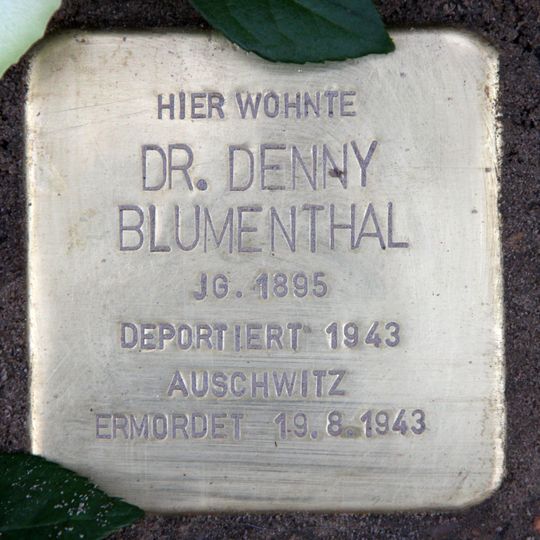 HIER WOHNTE
DR. DENNY
BLUMENTHAL
JG. 1895
DEPORTIERT 1943
AUSCHWITZ
ERMORDET 19.8.1943